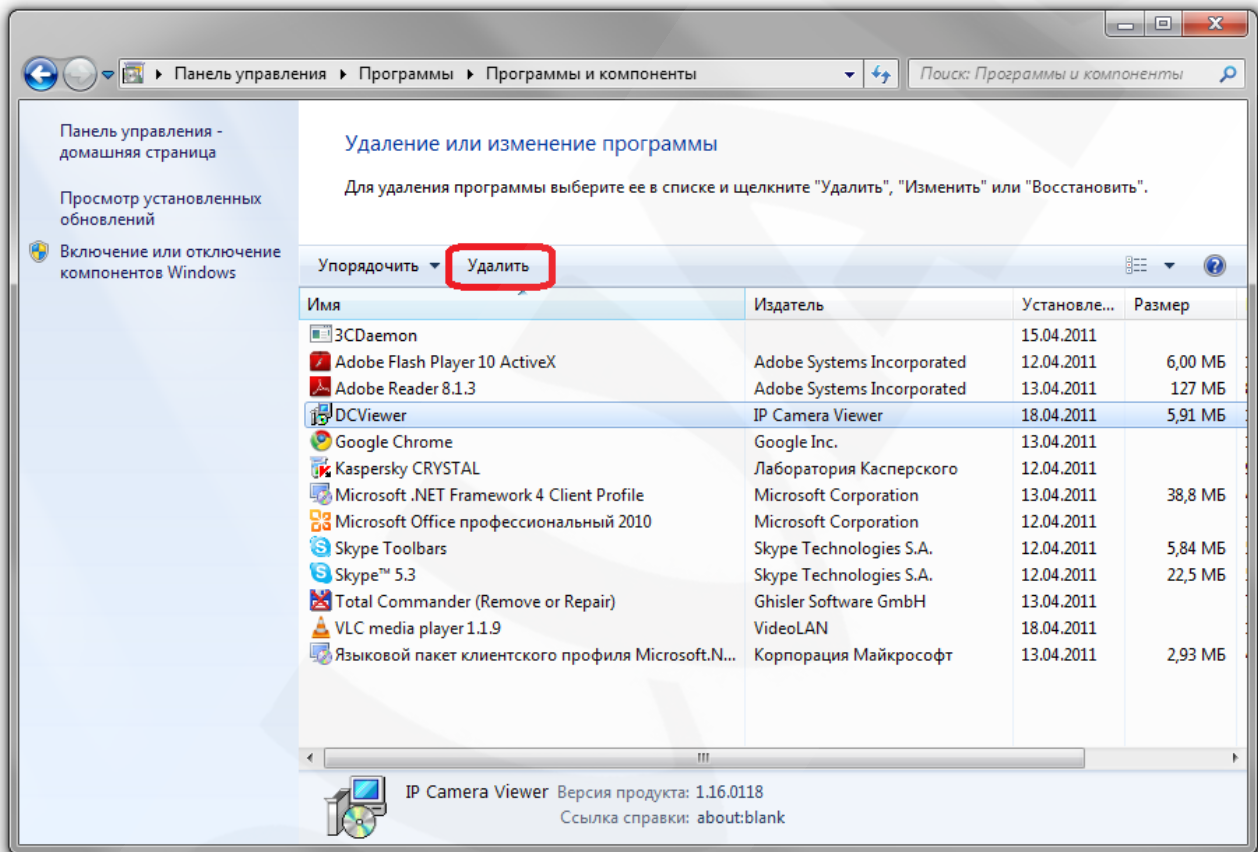 Панель управления ▸ Программы ▸ Программы и компоненты
Поиск: Программы и компоненты
Панель управления -
домашняя страница
Просмотр установленных
обновлений
Включение или отключение
компонентов Windows
Удаление или изменение программы
Для удаления программы выберите ее в списке и щелкните "Удалить", "Изменить" или "Восстановить".
Упорядочить Удалить
Имя Издатель Установле... Размер
3CDaemon 15.04.2011
Adobe Flash Player 10 ActiveX Adobe Systems Incorporated 12.04.2011 6,00 МБ
Adobe Reader 8.1.3 Adobe Systems Incorporated 13.04.2011 127 МБ
DCViewer IP Camera Viewer 18.04.2011 5,91 МБ
Google Chrome Google Inc. 13.04.2011
Kaspersky CRYSTAL Лаборатория Касперского 12.04.2011
Microsoft .NET Framework 4 Client Profile Microsoft Corporation 13.04.2011 38,8 МБ
Microsoft Office профессиональный 2010 Microsoft Corporation 12.04.2011
Skype Toolbars Skype Technologies S.A. 12.04.2011 5,84 МБ
Skype™ 5.3 Skype Technologies S.A. 12.04.2011 22,5 МБ
Total Commander (Remove or Repair) Ghisler Software GmbH 13.04.2011
VLC media player 1.1.9 VideoLAN 18.04.2011
Языковой пакет клиентского профиля Microsoft.N... Корпорация Майкрософт 13.04.2011 2,93 МБ
IP Camera Viewer Версия продукта: 1.16.0118
Ссылка справки: about:blank